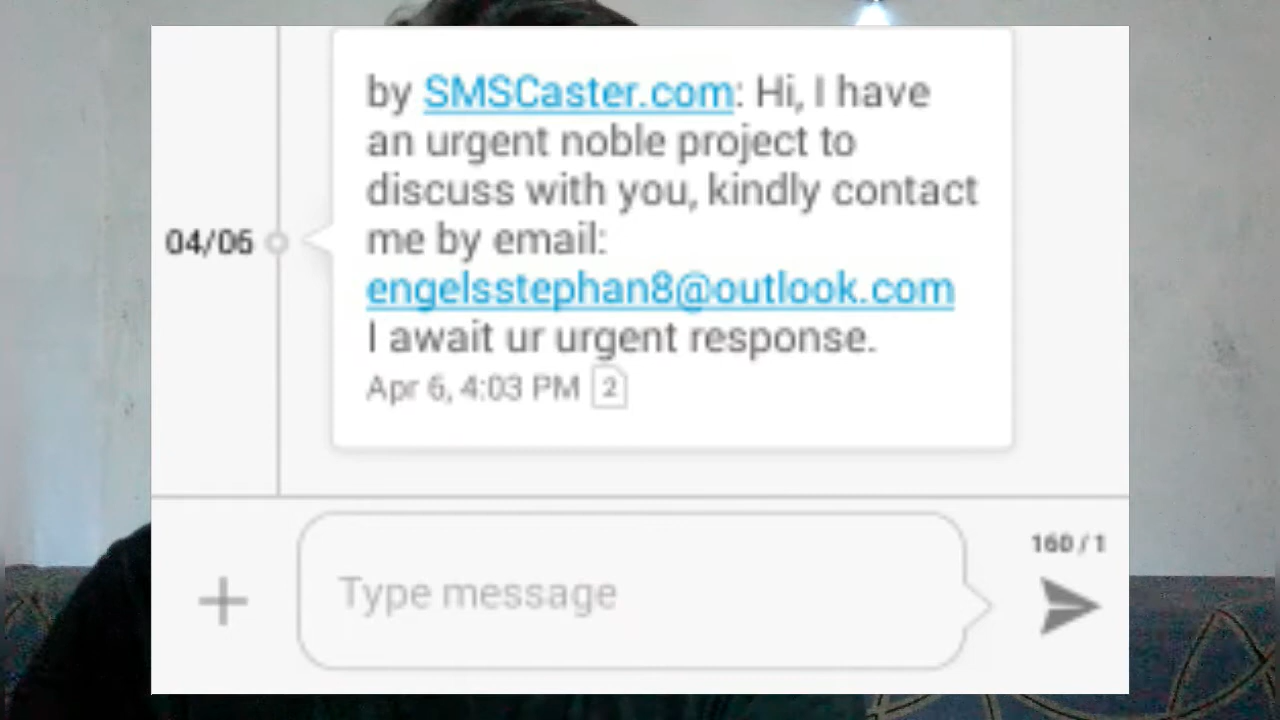 by SMSCaster.com: Hi, I have
an urgent noble project to
discuss with you, kindly contact
me by email:
04/06
engelsstephan8@outlook.com
I await ur urgent response.
Apr 6, 4:03 PM 2
160 / 1
Type message